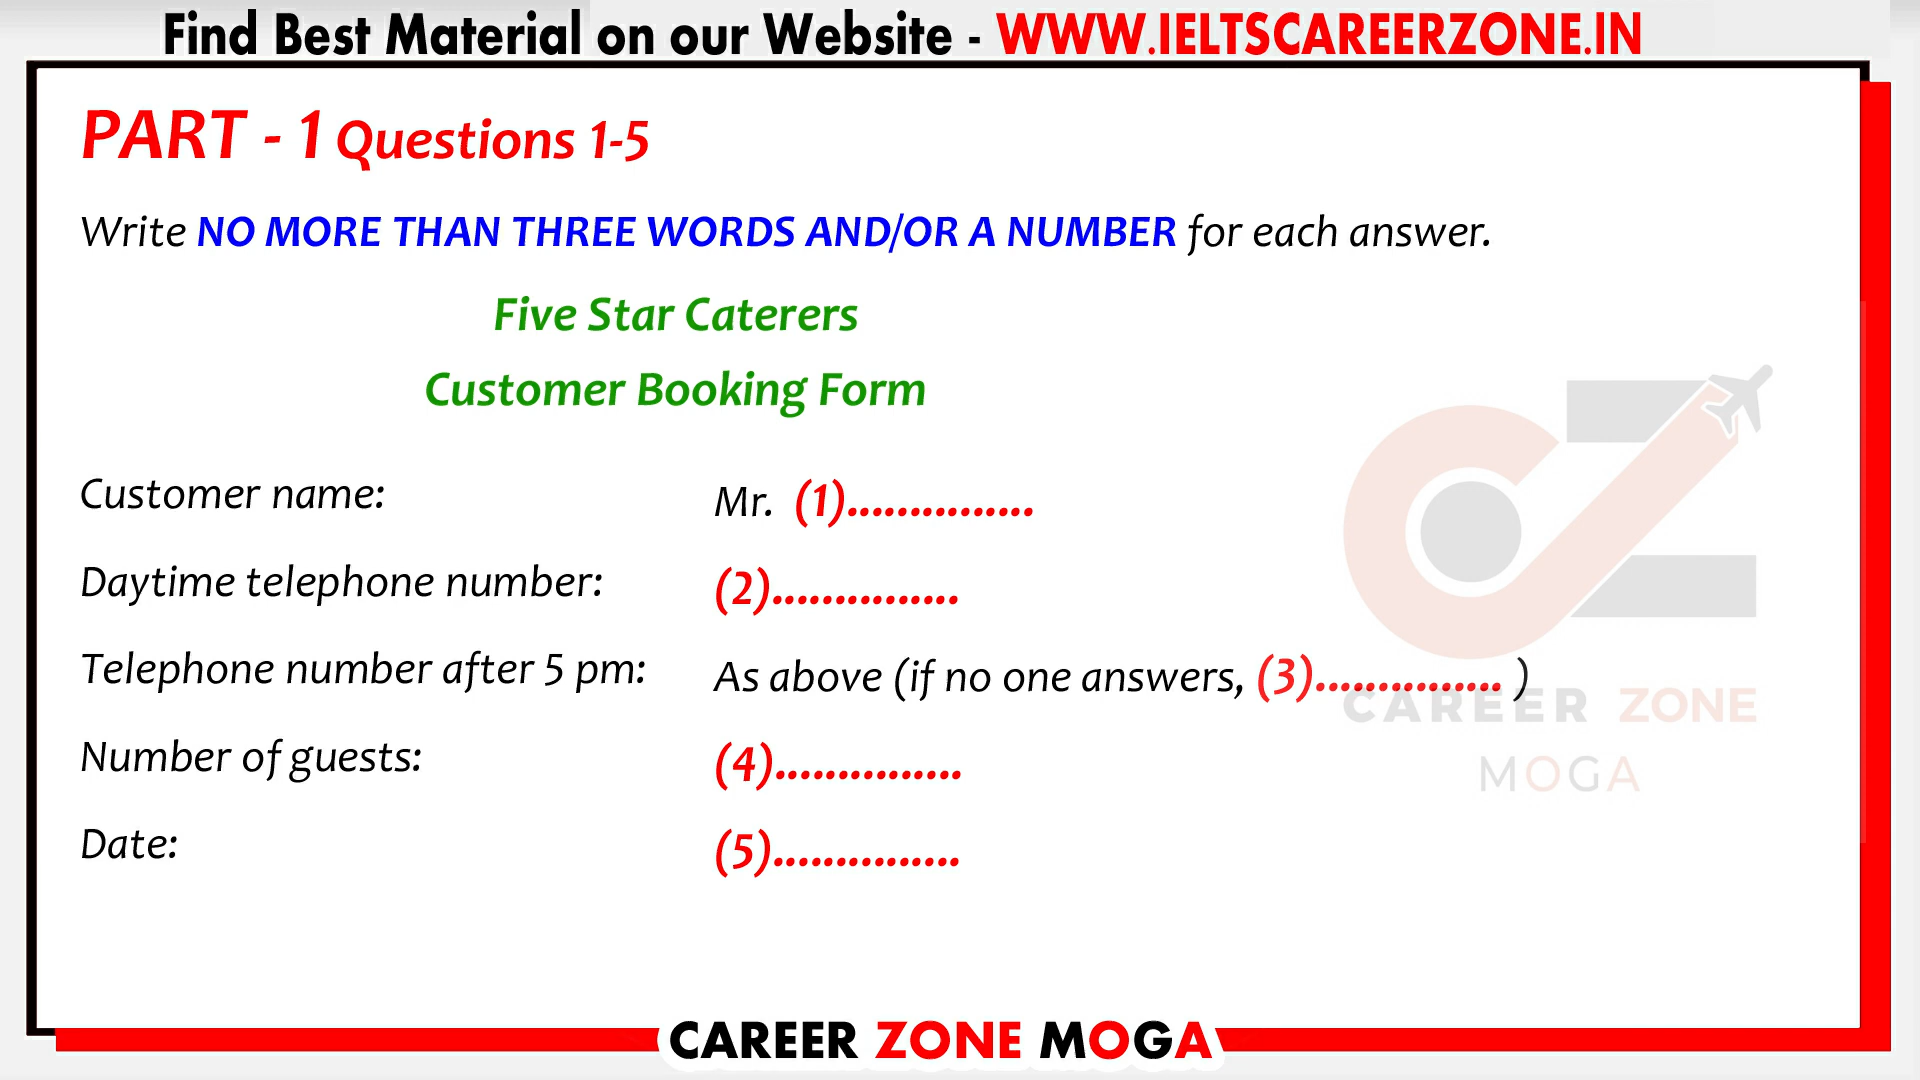 Find Best Material on our Website - WWW.IELTSCAREERZONE.IN
PART - 1 Questions 1-5
Write NO MORE THAN THREE WORDS AND/OR A NUMBER for each answer.
Five Star Caterers
Customer Booking Form
Customer name: Mr. (1)...............
Daytime telephone number: (2)...............
Telephone number after 5 pm: As above (if no one answers, (3)............... )
Number of guests: (4)...............
Date: (5)...............
CAREER ZONE
MOGA
CAREER ZONE MOGA